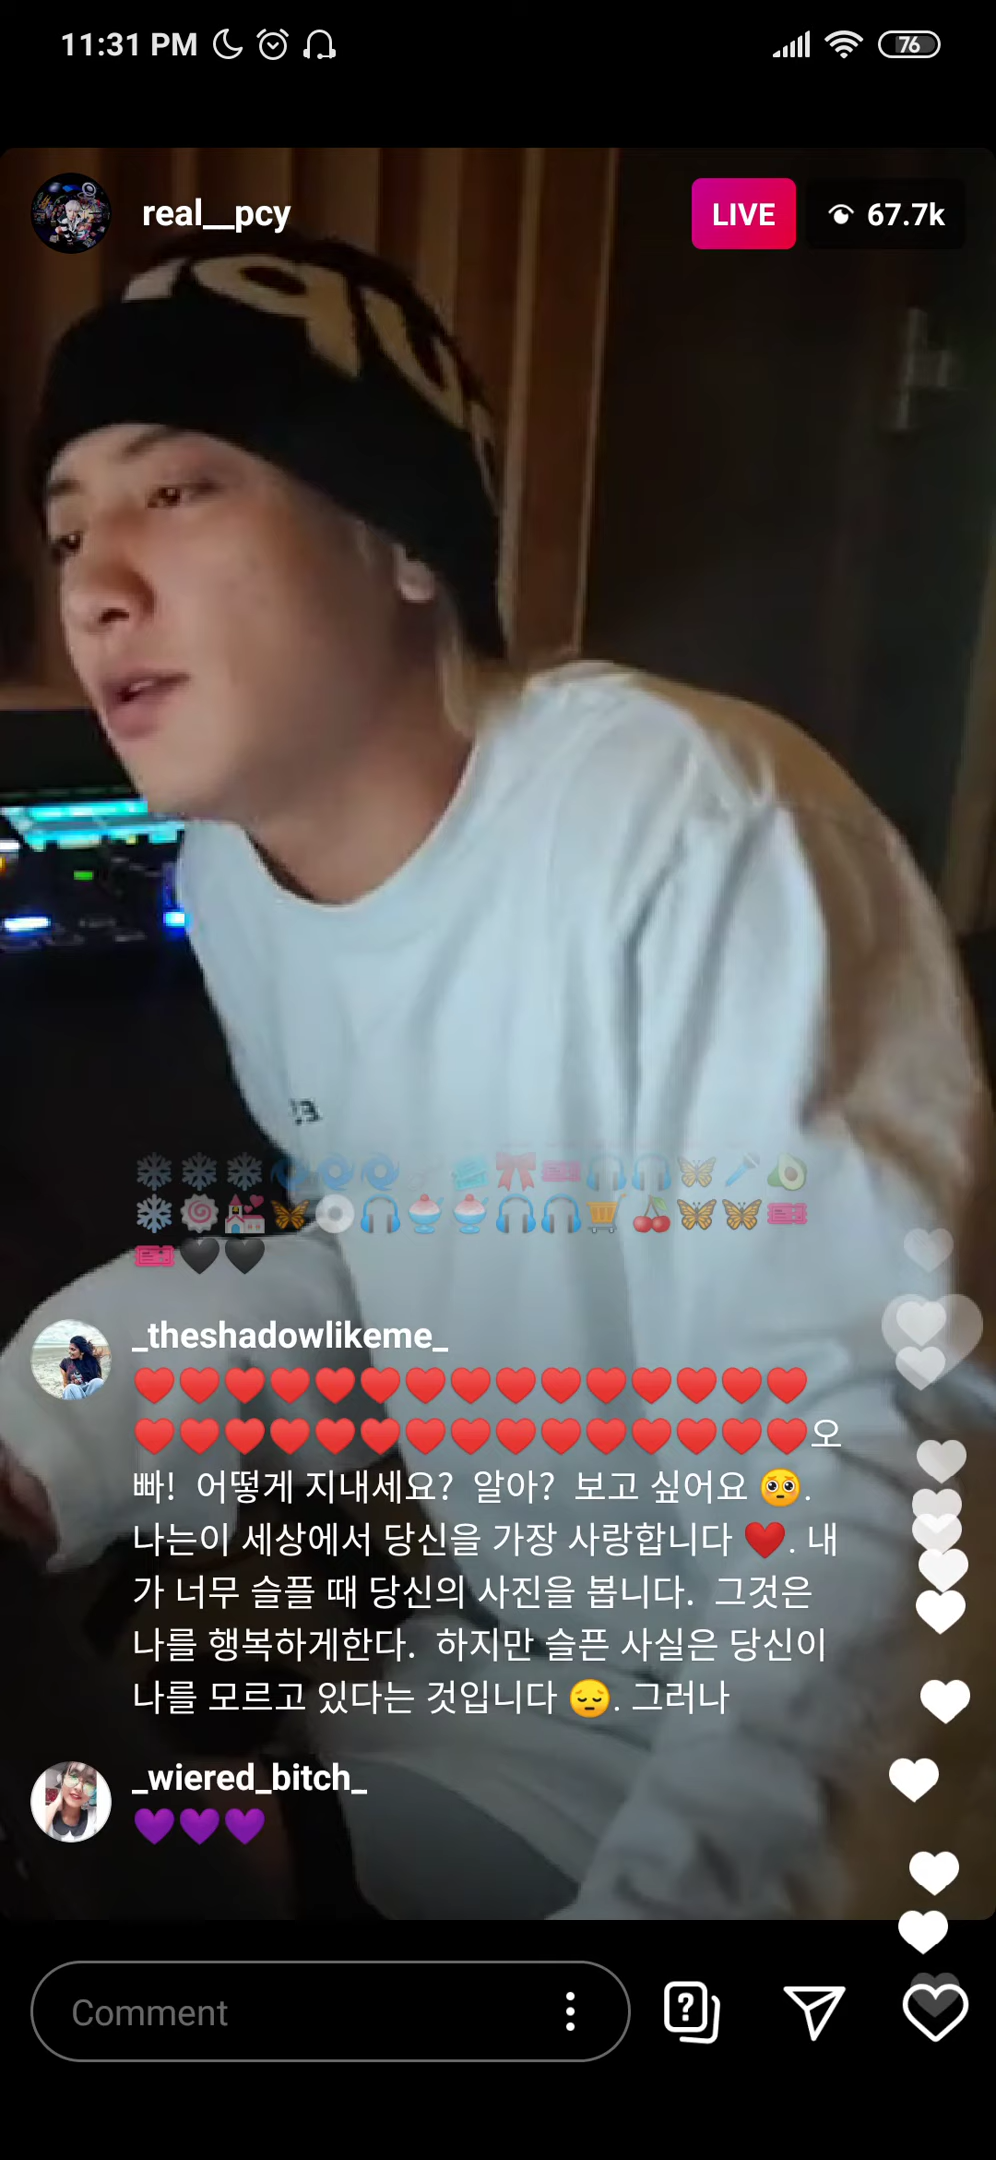 11:31 PM
76
real__pcy
LIVE
67.7k
_theshadowlikeme_
오
빠! 어떻게 지내세요? 알아? 보고 싶어요 🥺.
나는이 세상에서 당신을 가장 사랑합니다 ❤️. 내
가 너무 슬플 때 당신의 사진을 봅니다. 그것은
나를 행복하게한다. 하지만 슬픈 사실은 당신이
나를 모르고 있다는 것입니다 😔. 그러나
_wiered_bitch_
💜💜💜
Comment